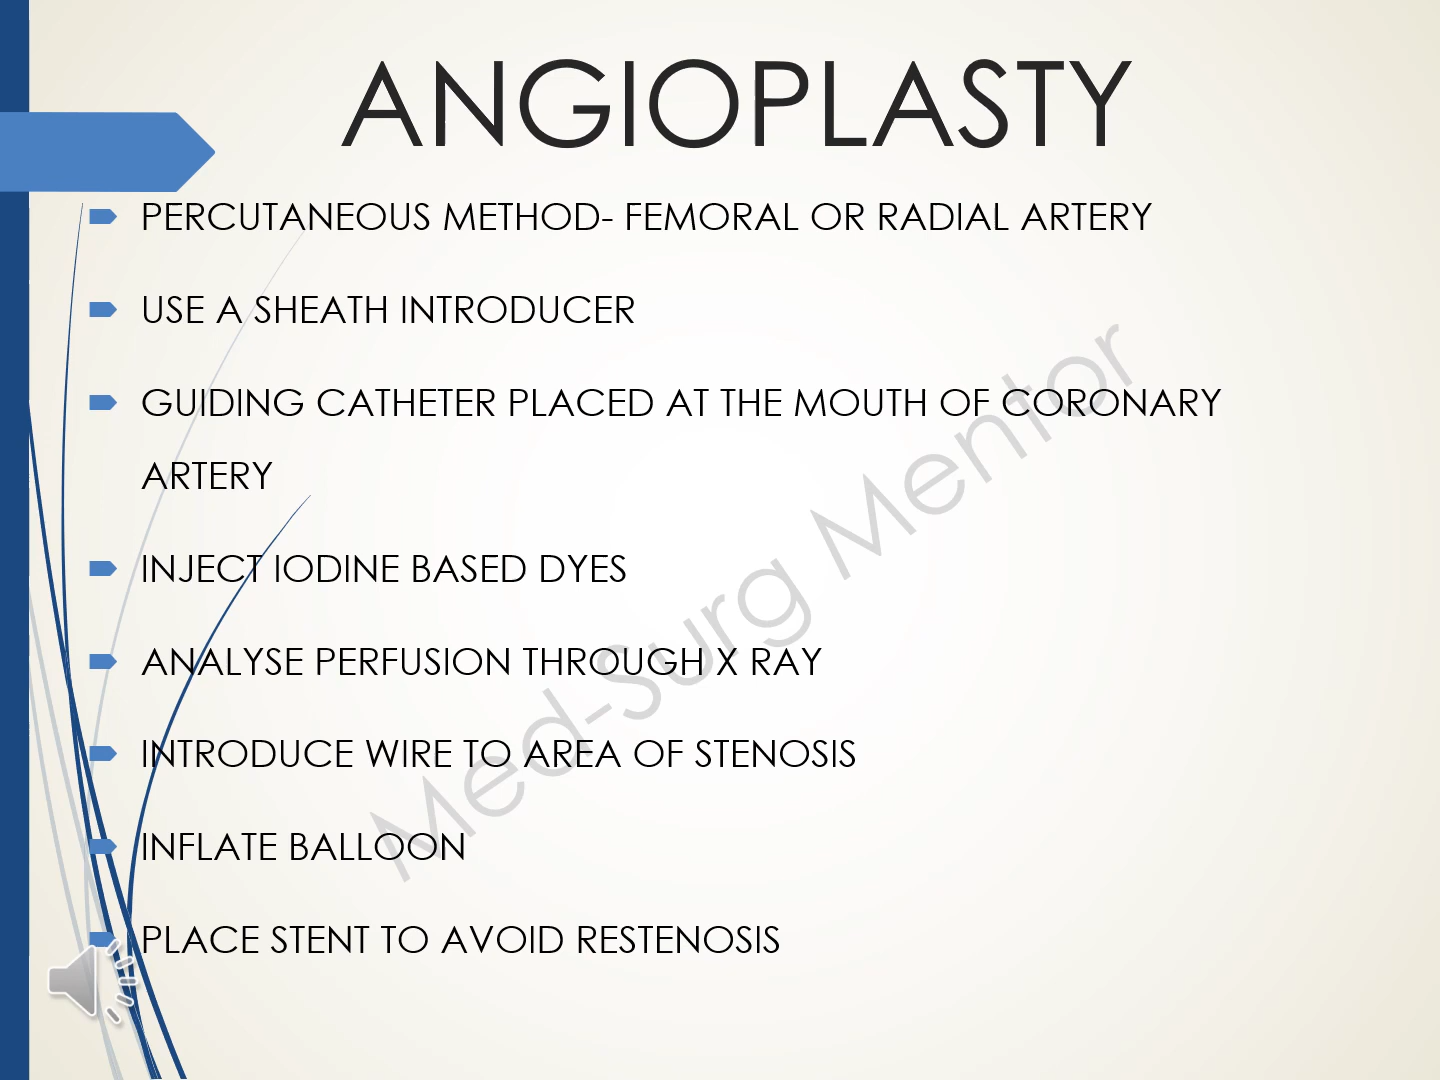 ANGIOPLASTY
PERCUTANEOUS METHOD- FEMORAL OR RADIAL ARTERY
USE A SHEATH INTRODUCER
GUIDING CATHETER PLACED AT THE MOUTH OF CORONARY
ARTERY
INJECT IODINE BASED DYES
ANALYSE PERFUSION THROUGH X RAY
INTRODUCE WIRE TO AREA OF STENOSIS
INFLATE BALLOON
PLACE STENT TO AVOID RESTENOSIS
Med-Surg Mentor